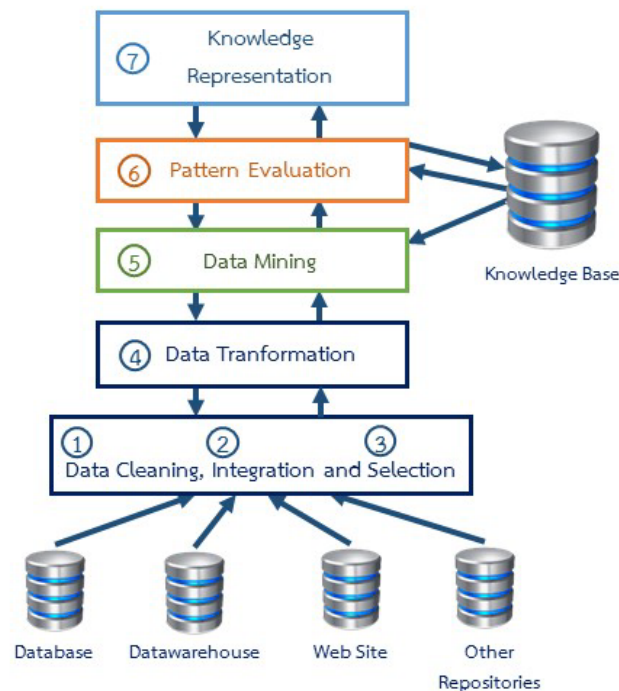 7 Knowledge
Representation
6 Pattern Evaluation
5 Data Mining
Knowledge Base
4 Data Tranformation
1 2 3
Data Cleaning, Integration and Selection
Database Datawarehouse Web Site Other
Repositories